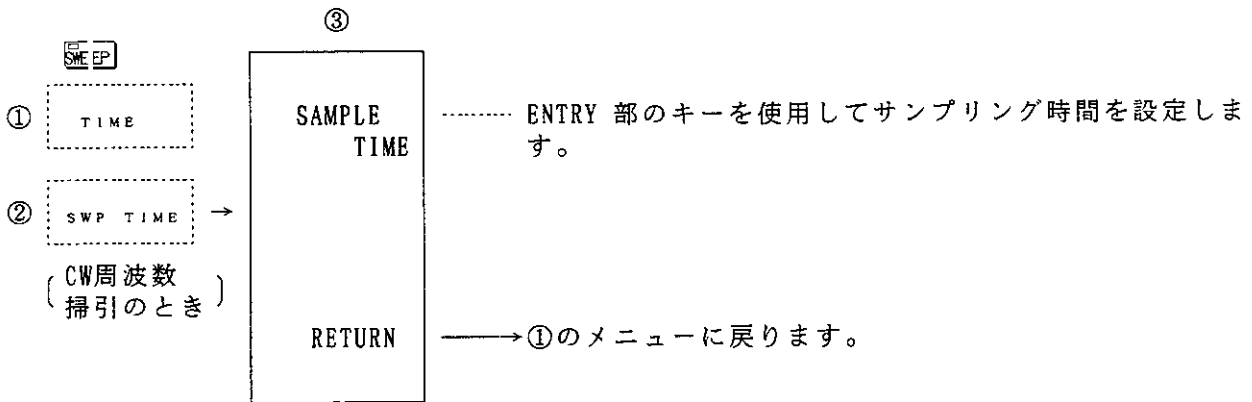 ③
SWEEP
① TIME
SAMPLE TIME
ENTRY 部のキーを使用してサンプリング時間を設定しま
す。
② SWP TIME →
(CW周波数
掃引のとき)
RETURN
→①のメニューに戻ります。